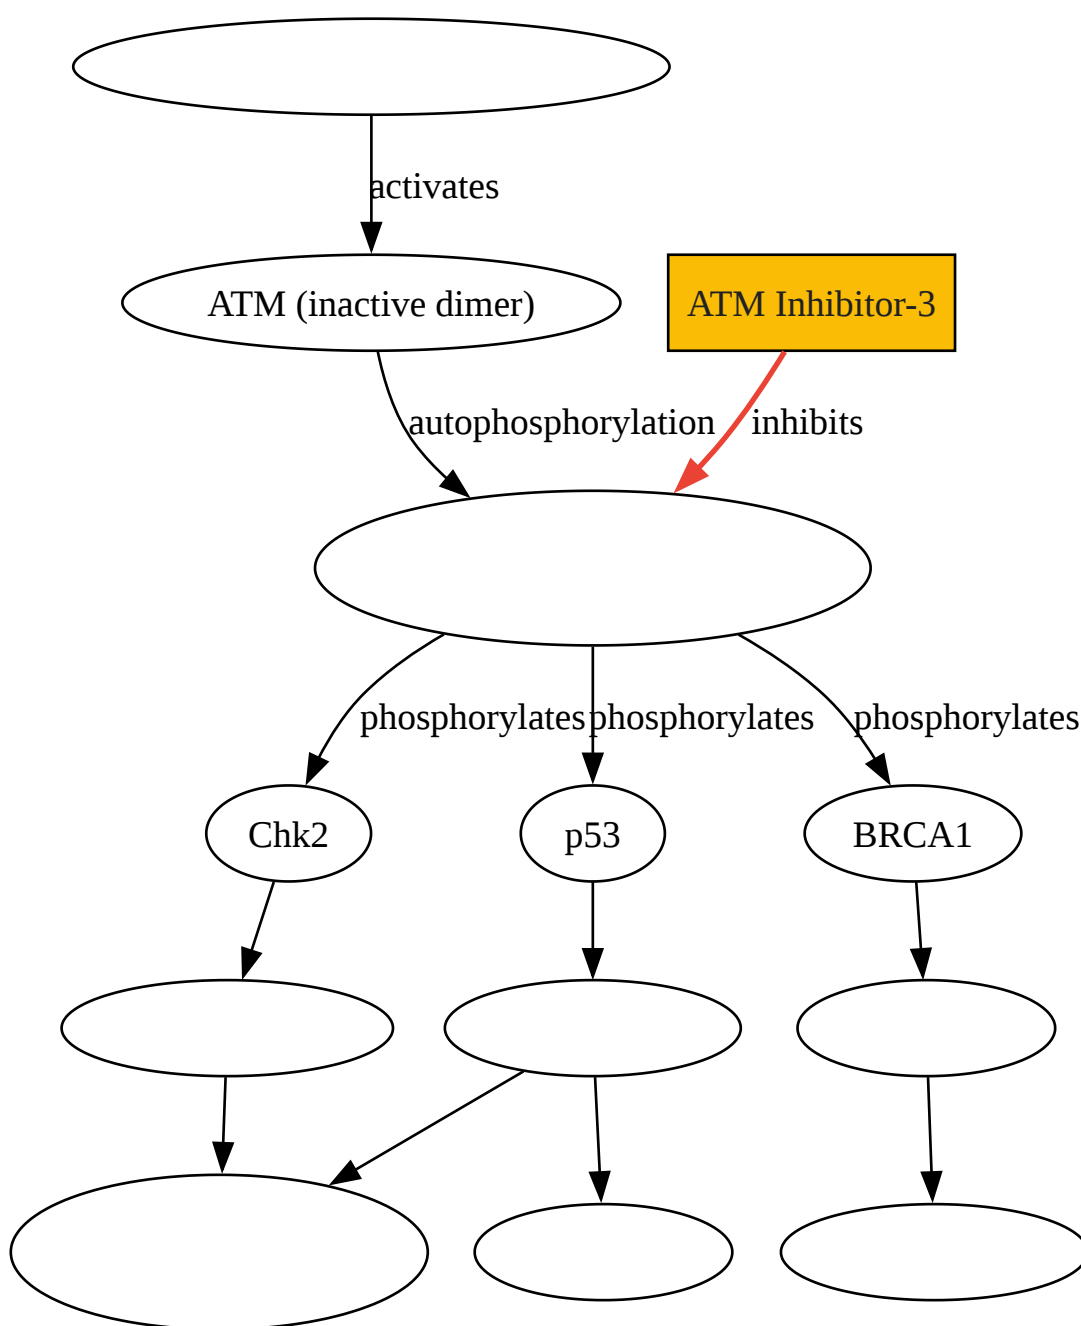 activates
ATM (inactive dimer)
ATM Inhibitor-3
autophosphorylation
inhibits
phosphorylates
phosphorylates
phosphorylates
Chk2
p53
BRCA1